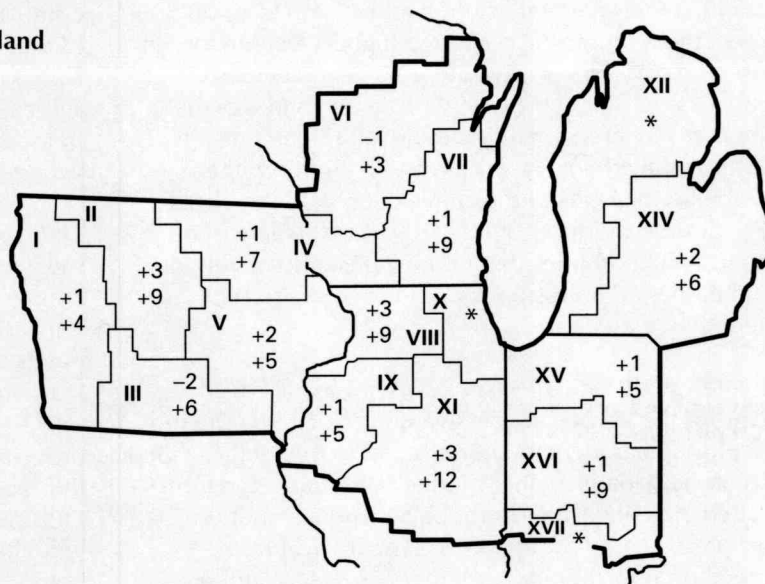 land
XII
*
VI
–1
+3
VII
+1
+9
XIV
+2
+6
I
+1
+4
II
+3
+9
IV
+1
+7
V
+2
+5
III
–2
+6
VIII
+3
+9
X
*
IX
+1
+5
XI
+3
+12
XV
+1
+5
XVI
+1
+9
XVII
*